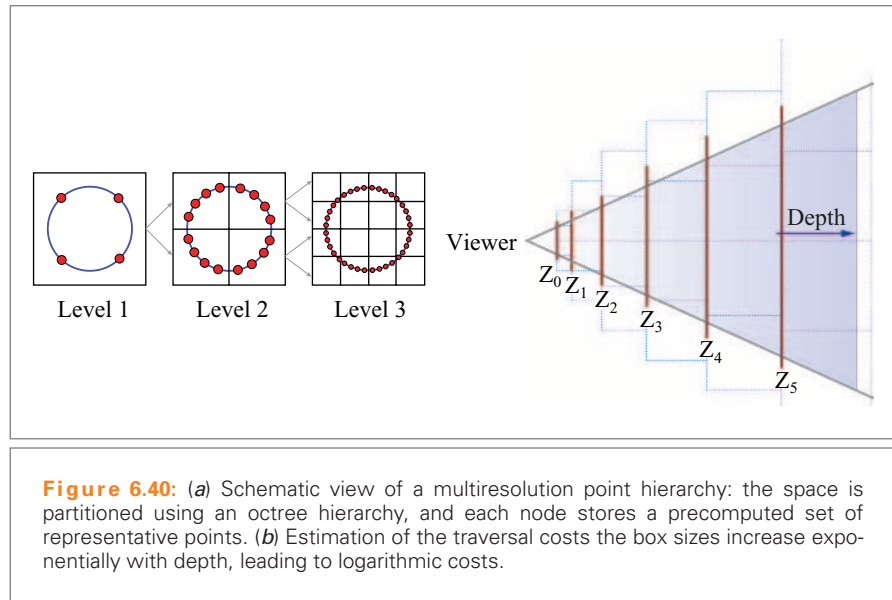 Level 1
Level 2
Level 3
Viewer
Depth
Z0
Z1
Z2
Z3
Z4
Z5
Figure 6.40: (a) Schematic view of a multiresolution point hierarchy: the space is
partitioned using an octree hierarchy, and each node stores a precomputed set of
representative points. (b) Estimation of the traversal costs the box sizes increase expo-
nentially with depth, leading to logarithmic costs.